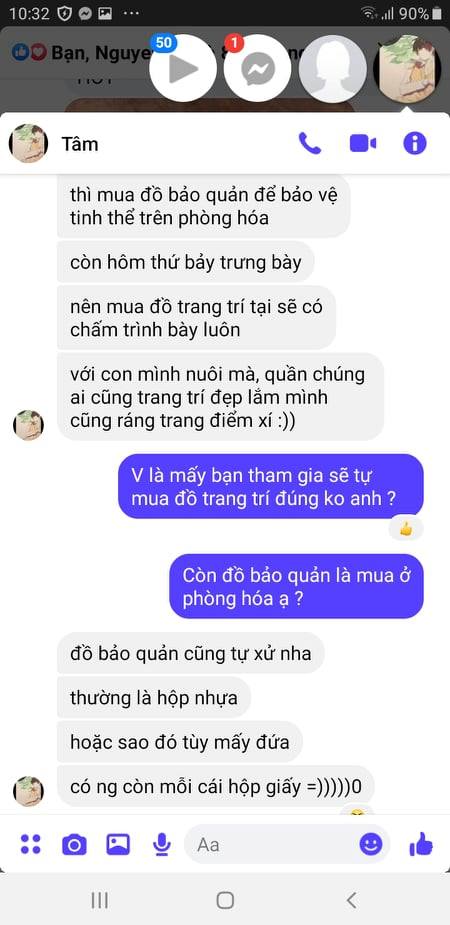 10:32
90%
Bạn, Nguye
50
1
Tâm
thì mua đồ bảo quản để bảo vệ
tinh thể trên phòng hóa
còn hôm thứ bảy trưng bày
nên mua đồ trang trí tại sẽ có
chấm trình bày luôn
với con mình nuôi mà, quần chúng
ai cũng trang trí đẹp lắm mình
cũng ráng trang điểm xí :))
V là mấy bạn tham gia sẽ tự
mua đồ trang trí đúng ko anh ?
Còn đồ bảo quản là mua ở
phòng hóa ạ ?
đồ bảo quản cũng tự xử nha
thường là hộp nhựa
hoặc sao đó tùy mấy đứa
có ng còn mỗi cái hộp giấy =)))))0
Aa